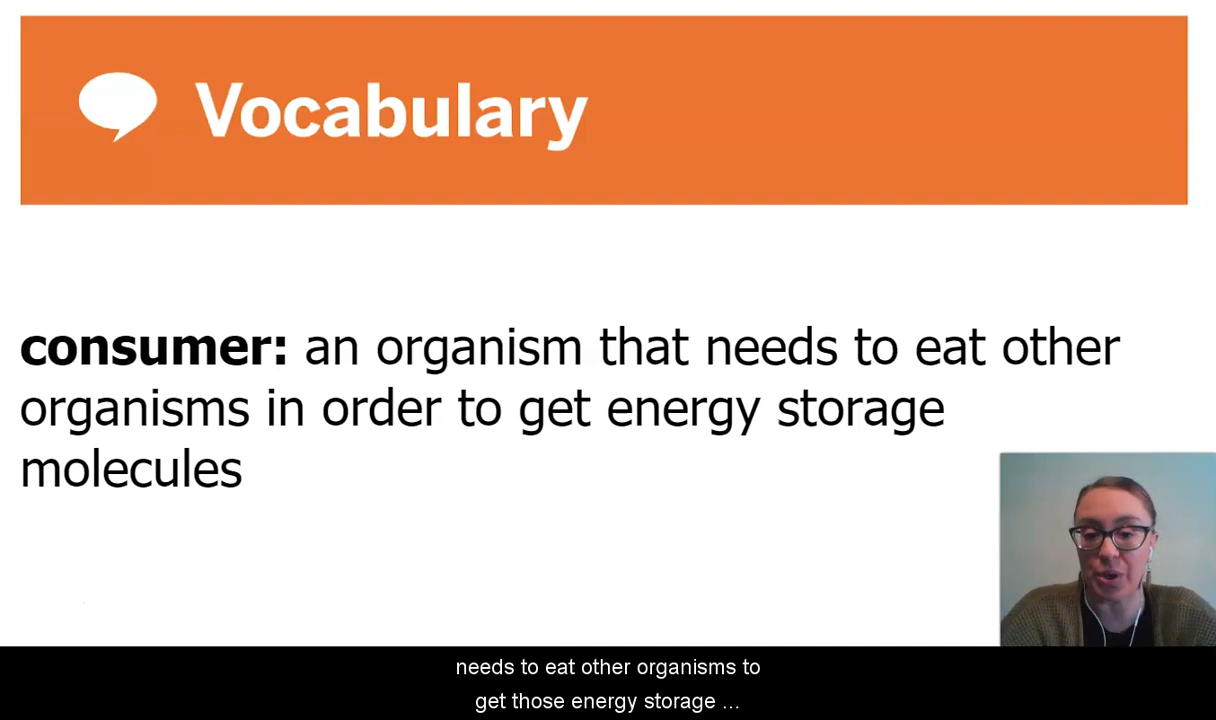 Vocabulary
consumer: an organism that needs to eat other
organisms in order to get energy storage
molecules
needs to eat other organisms to
get those energy storage ...